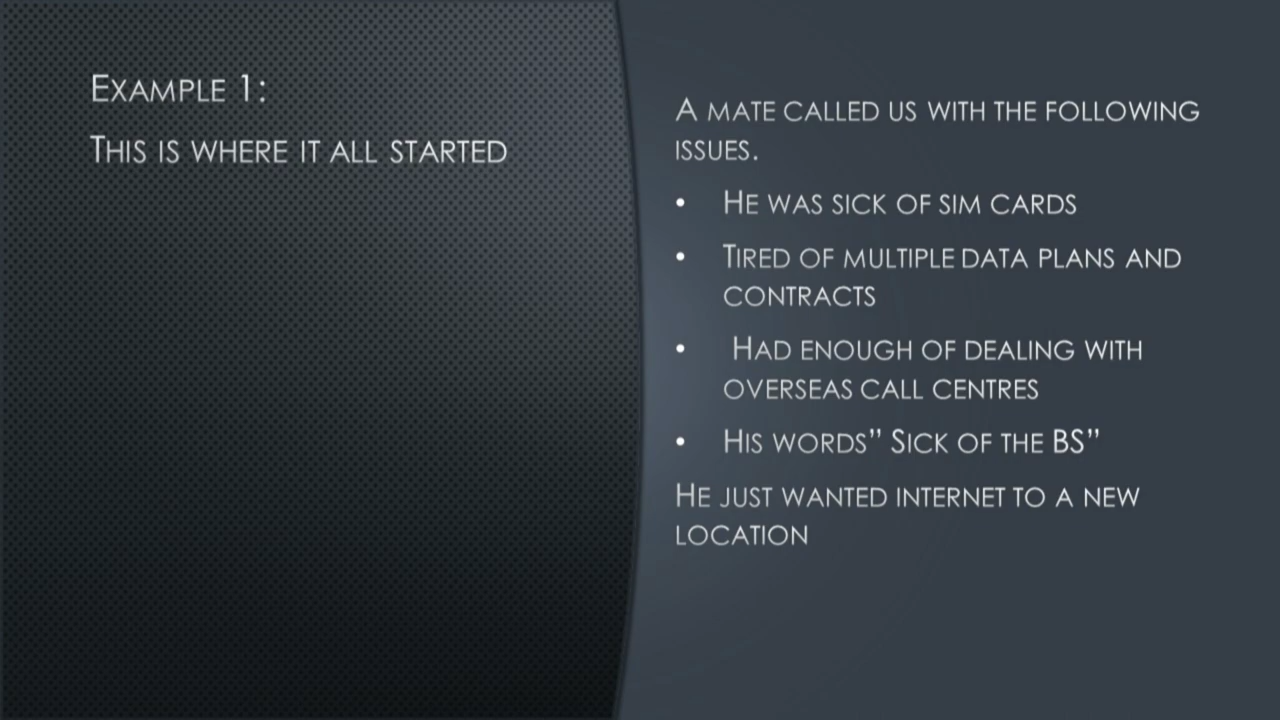 Example 1:
This is where it all started
A mate called us with the following
issues.
• He was sick of sim cards
• Tired of multiple data plans and
contracts
• Had enough of dealing with
overseas call centres
• His words” Sick of the BS”
He just wanted internet to a new
location